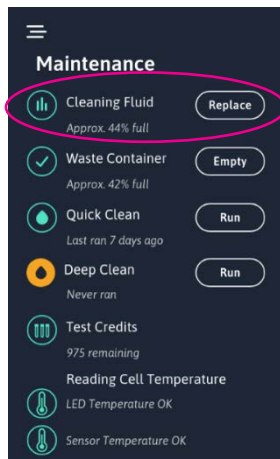 Maintenance
Cleaning Fluid Replace
Approx. 44% full
Waste Container Empty
Approx. 42% full
Quick Clean Run
Last ran 7 days ago
Deep Clean Run
Never ran
Test Credits
975 remaining
Reading Cell Temperature
LED Temperature OK
Sensor Temperature OK